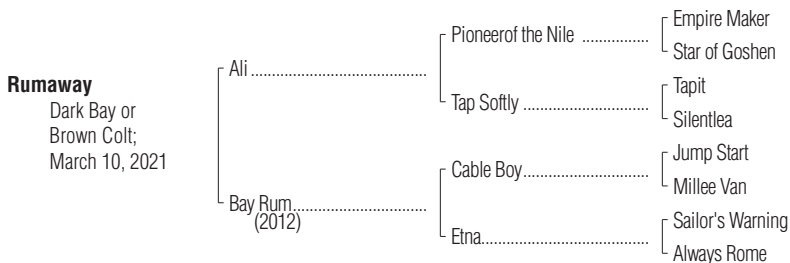 Empire Maker
Pioneerof the Nile ................
Star of Goshen
Rumaway
Ali ..........................................
Dark Bay or
Tapit
Brown Colt;
Tap Softly ..............................
Silentlea
March 10, 2021
Jump Start
Cable Boy..............................
Millee Van
Bay Rum................................
(2012)
Sailor's Warning
Etna........................................
Always Rome